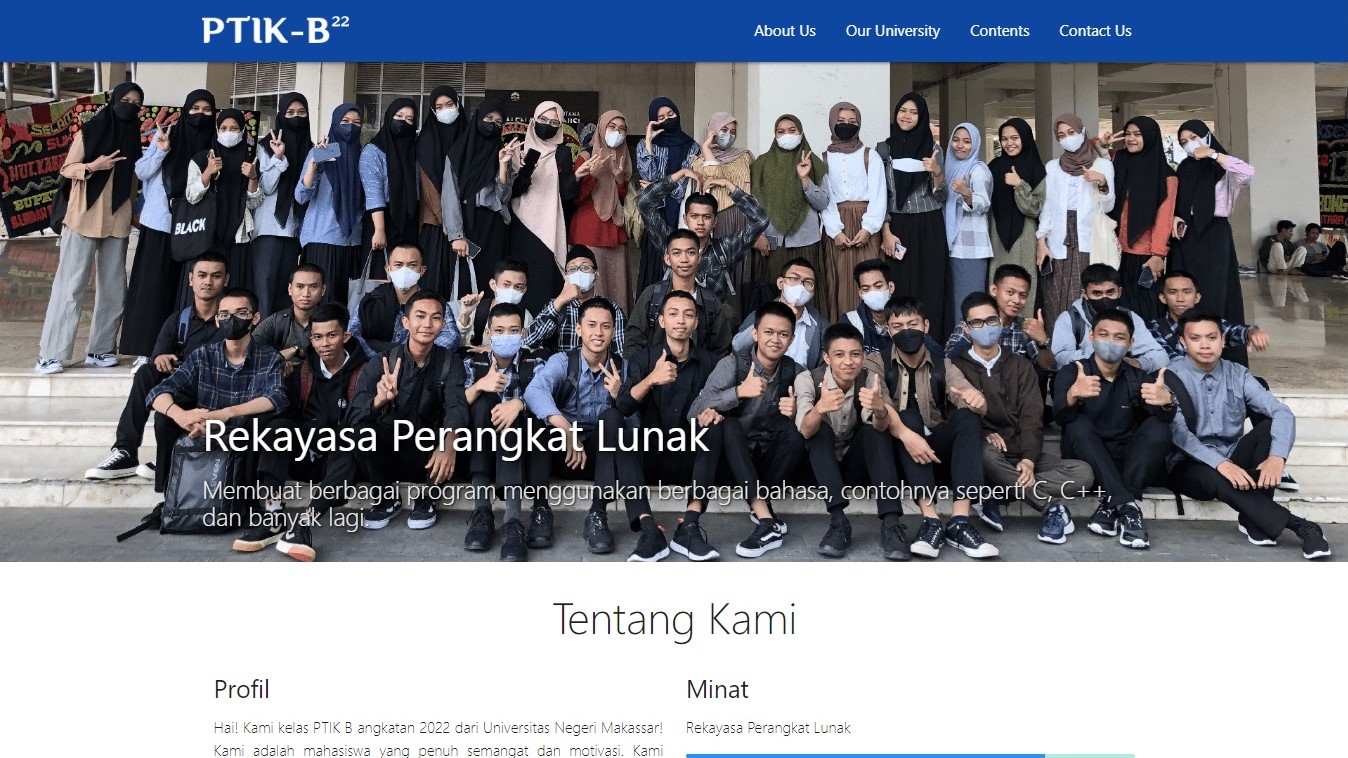 PTIK-B22
About Us
Our University
Contents
Contact Us
BLACK
Rekayasa Perangkat Lunak
Membuat berbagai program menggunakan berbagai bahasa, contohnya seperti C, C++,
dan banyak lagi.
Tentang Kami
Profil
Hai! Kami kelas PTIK B angkatan 2022 dari Universitas Negeri Makassar!
Kami adalah mahasiswa yang penuh semangat dan motivasi. Kami
Minat
Rekayasa Perangkat Lunak